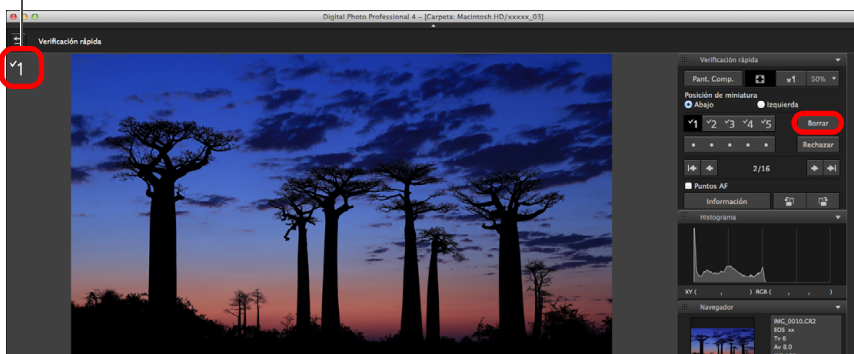 Digital Photo Professional 4 – [Carpeta: Macintosh HD/xxxxx_03]
Verificación rápida
1
Verificación rápida
Pant. Comp. x1 50%
Posición de miniatura
Abajo Izquierda
1 2 3 4 5 Borrar
Rechazar
2/16
Puntos AF
Información
Histograma
XY ( , ) RGB ( , , )
Navegador
IMG_0010.CR2
EOS xx
Tv 6
Av 8.0